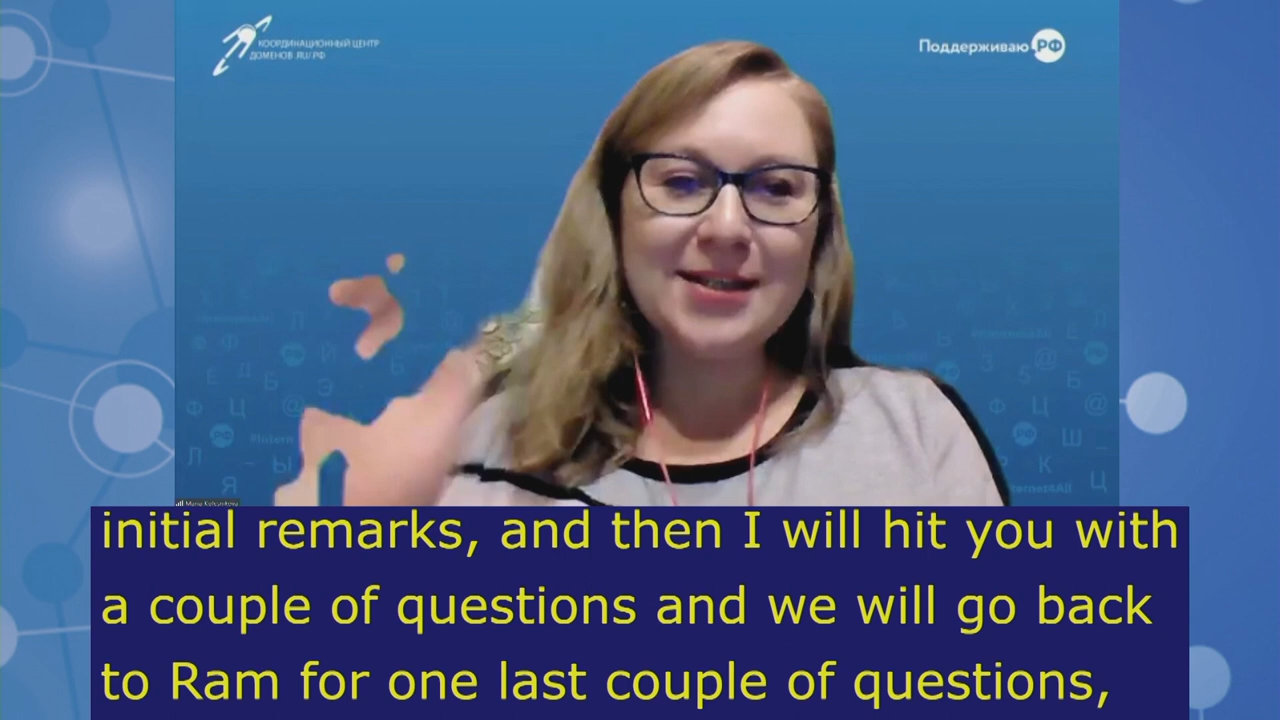 КООРДИНАЦИОННЫЙ ЦЕНТР
ДОМЕНОВ .RU/.РФ
Поддерживаю РФ
initial remarks, and then I will hit you with
a couple of questions and we will go back
to Ram for one last couple of questions,